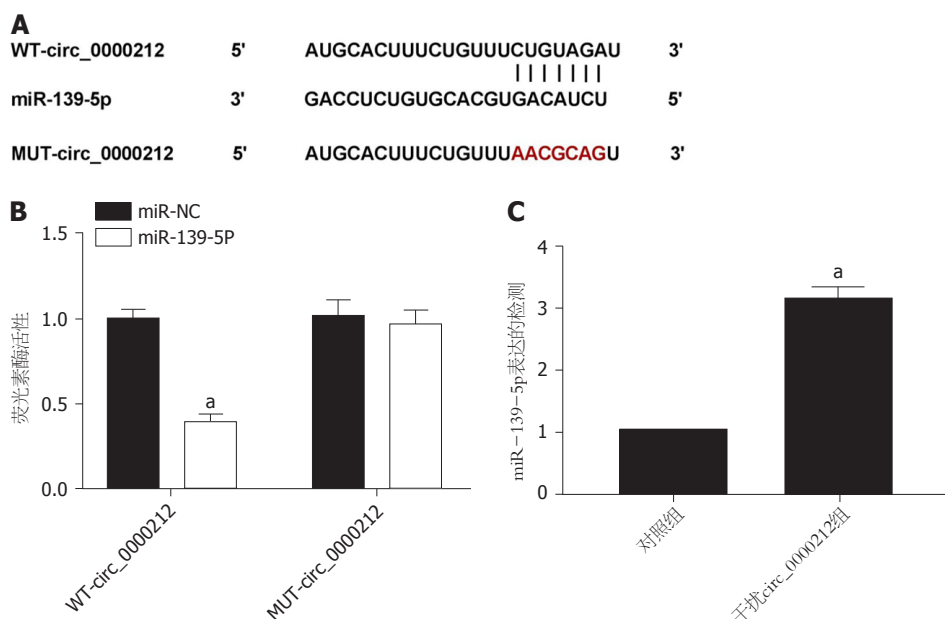 A
WT-circ_0000212 5' AUGCACUUUCUGUUUCUGUAGAU 3'
miR-139-5p 3' GACCUCUGUGCACGUGACAUCU 5'
MUT-circ_0000212 5' AUGCACUUUCUGUUUAACGCAGU 3'
B
miR-NC
miR-139-5P
1.5
1.0
0.5
0.0
荧光素酶活性
a
WT-circ_0000212
MUT-circ_0000212
C
4
3
2
1
0
miR-139-5p表达的检测
a
对照组
干扰circ_0000212组